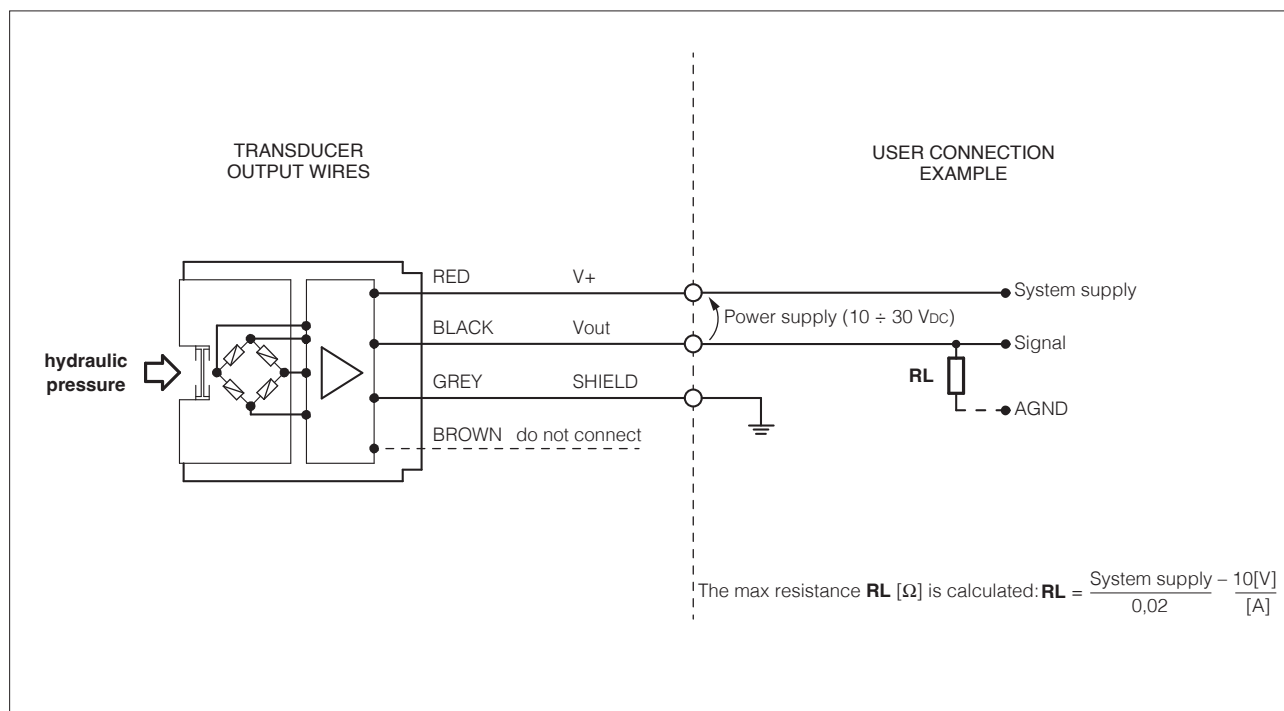 TRANSDUCER
OUTPUT WIRES
USER CONNECTION
EXAMPLE
RED V+
System supply
Power supply (10 ÷ 30 VDC)
BLACK Vout
Signal
hydraulic
pressure
RL
GREY SHIELD
AGND
BROWN do not connect
The max resistance RL [Ω] is calculated: RL = System supply – 10[V]
0,02 [A]